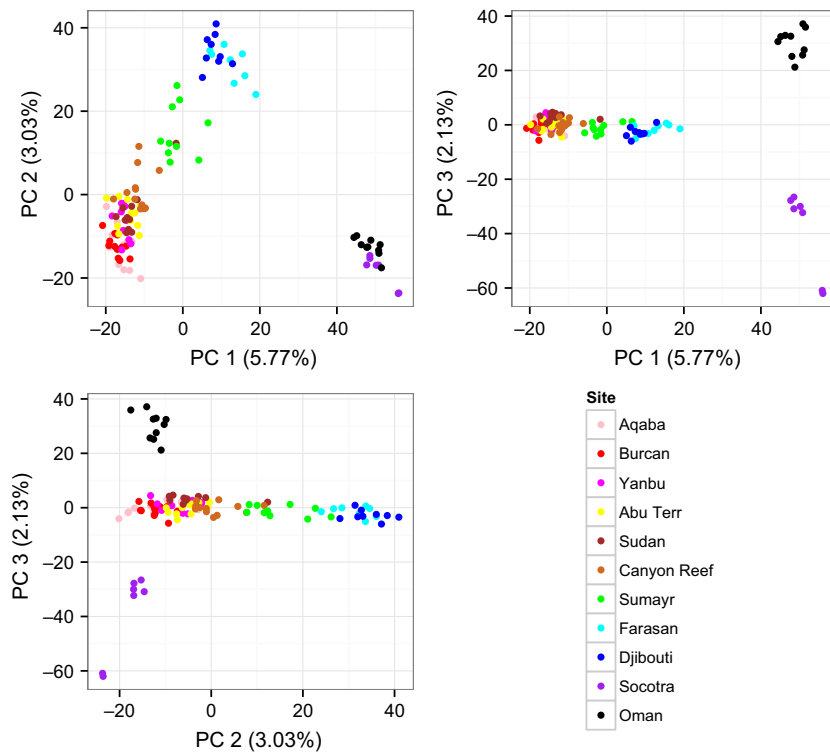 40
20
0
–20
PC 2 (3.03%)
–20
0
20
40
PC 1 (5.77%)
40
20
0
–20
–40
–60
PC 3 (2.13%)
–20
0
20
40
PC 1 (5.77%)
40
20
0
–20
–40
–60
PC 3 (2.13%)
–20
0
20
40
PC 2 (3.03%)
Site
Aqaba
Burcan
Yanbu
Abu Terr
Sudan
Canyon Reef
Sumayr
Farasan
Djibouti
Socotra
Oman